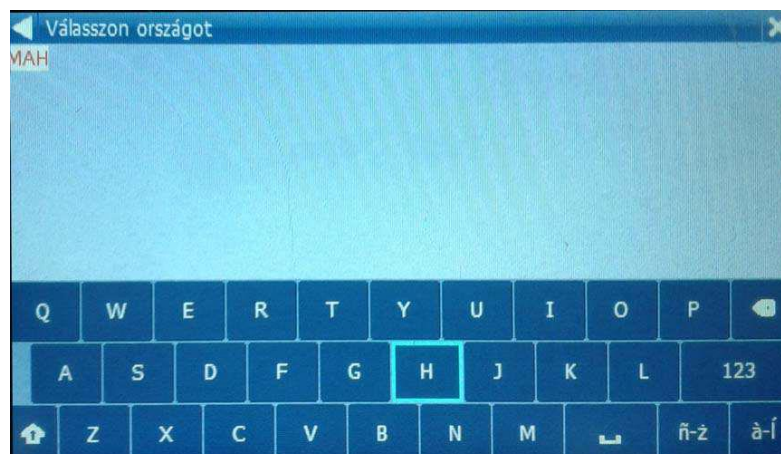 Válasszon országot
MAH
Q W E R T Y U I O P
A S D F G H J K L 123
Z X C V B N M ñ-ż à-Í